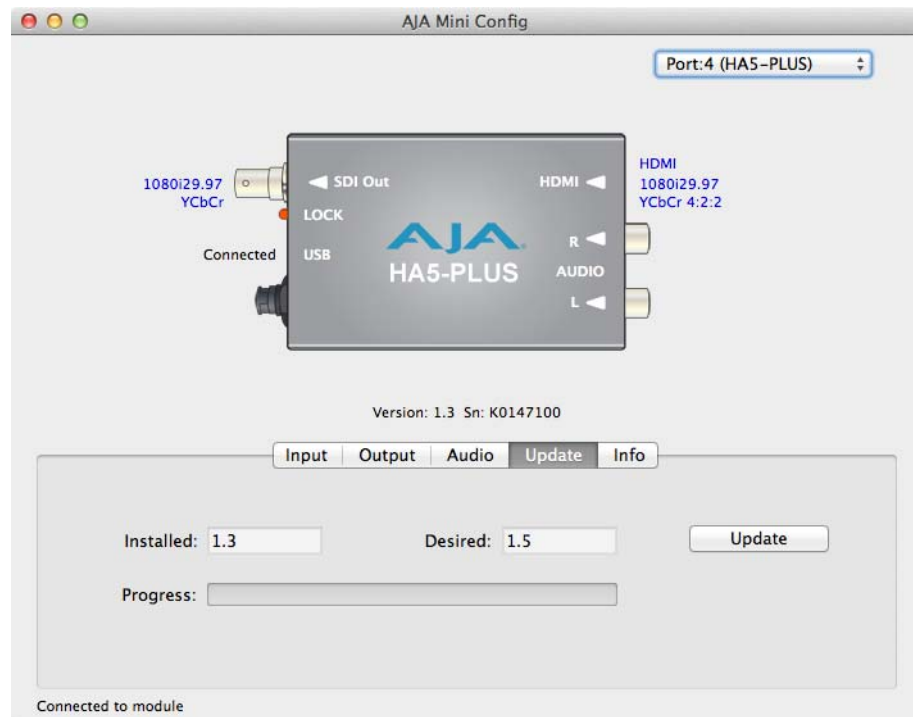 AJA Mini Config
Port:4 (HA5-PLUS)
1080i29.97
YCbCr
Connected
SDI Out
LOCK
USB
AJA
HA5-PLUS
HDMI
R
AUDIO
L
HDMI
1080i29.97
YCbCr 4:2:2
Version: 1.3 Sn: K0147100
Input
Output
Audio
Update
Info
Installed: 1.3
Desired: 1.5
Update
Progress:
Connected to module